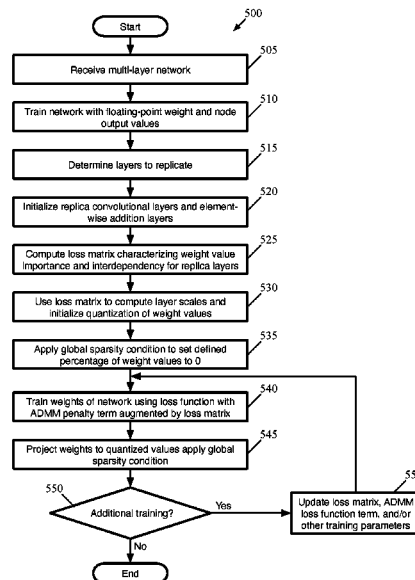 500
Start
505
Receive multi-layer network
510
Train network with floating-point weight and node
output values
515
Determine layers to replicate
520
Initialize replica convolutional layers and element-
wise addition layers
525
Compute loss matrix characterizing weight value
importance and interdependency for replica layers
530
Use loss matrix to compute layer scales and
initialize quantization of weight values
535
Apply global sparsity condition to set defined
percentage of weight values to 0
540
Train weights of network using loss function with
ADMM penalty term augmented by loss matrix
545
Project weights to quantized values apply global
sparsity condition
550
Additional training?
Yes
55
Update loss matrix, ADMM
loss function term, and/or
other training parameters
No
End